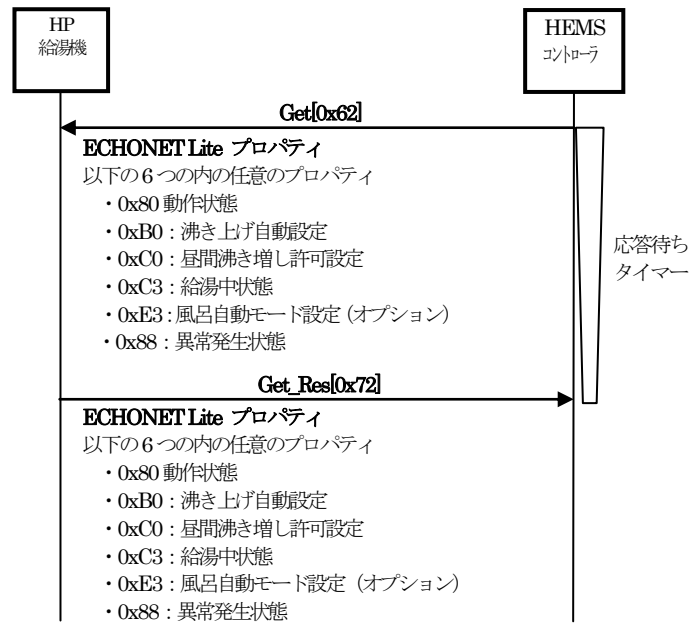 HP
給湯機
HEMS
コントローラ
Get[0x62]
ECHONET Lite プロパティ
以下の6つの内の任意のプロパティ
・0x80 動作状態
・0xB0：沸き上げ自動設定
・0xC0：昼間沸き増し許可設定
・0xC3：給湯中状態
・0xE3：風呂自動モード設定（オプション）
・0x88：異常発生状態
応答待ち
タイマー
Get_Res[0x72]
ECHONET Lite プロパティ
以下の6つの内の任意のプロパティ
・0x80 動作状態
・0xB0：沸き上げ自動設定
・0xC0：昼間沸き増し許可設定
・0xC3：給湯中状態
・0xE3：風呂自動モード設定（オプション）
・0x88：異常発生状態